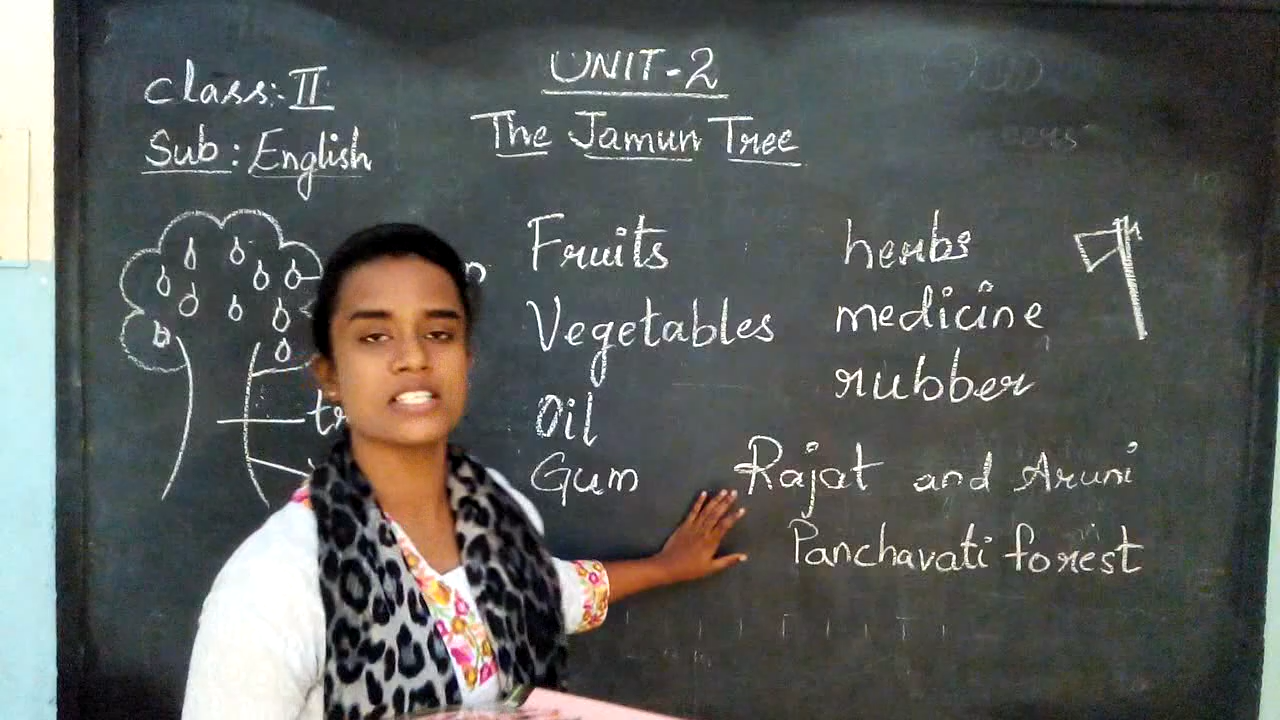 Class: II
Sub: English
UNIT-2
The Jamun Tree
Fruits
Vegetables
Oil
Gum
herbs
medicine
rubber
Rajat and Aruni
Panchavati forest